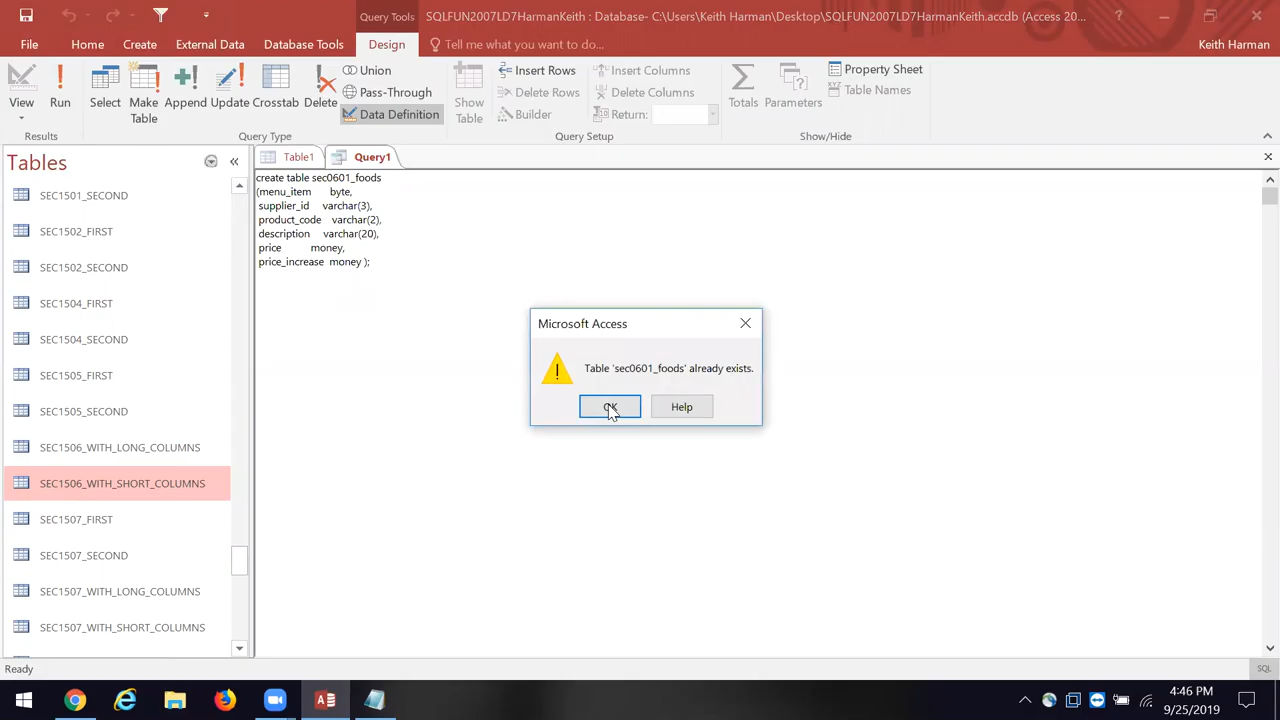 Query Tools
SQLFUN2007LD7HarmanKeith : Database- C:\Users\Keith Harman\Desktop\SQLFUN2007LD7HarmanKeith.accdb (Access 20...
?
File
Home
Create
External Data
Database Tools
Design
Tell me what you want to do...
Keith Harman
View
Run
Select
Make
Table
Append
Update
Crosstab
Delete
Union
Pass-Through
Data Definition
Show
Table
Insert Rows
Delete Rows
Builder
Insert Columns
Delete Columns
Return:
Totals
Parameters
Property Sheet
Table Names
Results
Query Type
Query Setup
Show/Hide
Tables
SEC1501_SECOND
SEC1502_FIRST
SEC1502_SECOND
SEC1504_FIRST
SEC1504_SECOND
SEC1505_FIRST
SEC1505_SECOND
SEC1506_WITH_LONG_COLUMNS
SEC1506_WITH_SHORT_COLUMNS
SEC1507_FIRST
SEC1507_SECOND
SEC1507_WITH_LONG_COLUMNS
SEC1507_WITH_SHORT_COLUMNS
Table1
Query1
create table sec0601_foods
(menu_item byte,
supplier_id varchar(3),
product_code varchar(2),
description varchar(20),
price money,
price_increase money );
Microsoft Access
Table 'sec0601_foods' already exists.
OK
Help
Ready
SQL
4:46 PM
9/25/2019